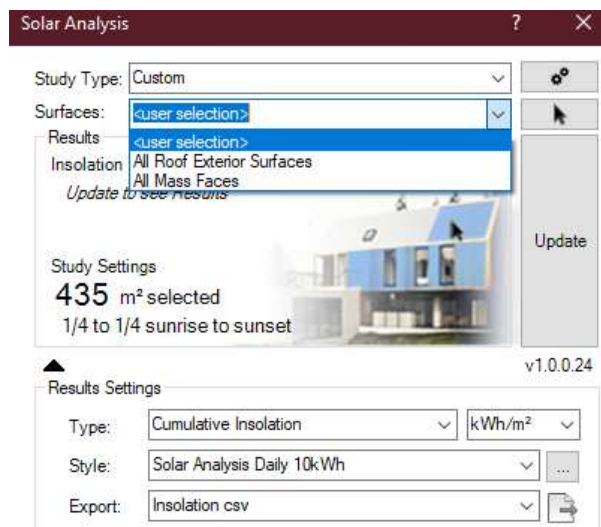 Solar Analysis ? ×
Study Type: Custom
Surfaces: <user selection>
<user selection>
All Roof Exterior Surfaces
All Mass Faces
Results
Insolation
Update to see Results
Update
Study Settings
435 m² selected
1/4 to 1/4 sunrise to sunset
v1.0.0.24
Results Settings
Type: Cumulative Insolation kWh/m²
Style: Solar Analysis Daily 10kWh ...
Export: Insolation csv